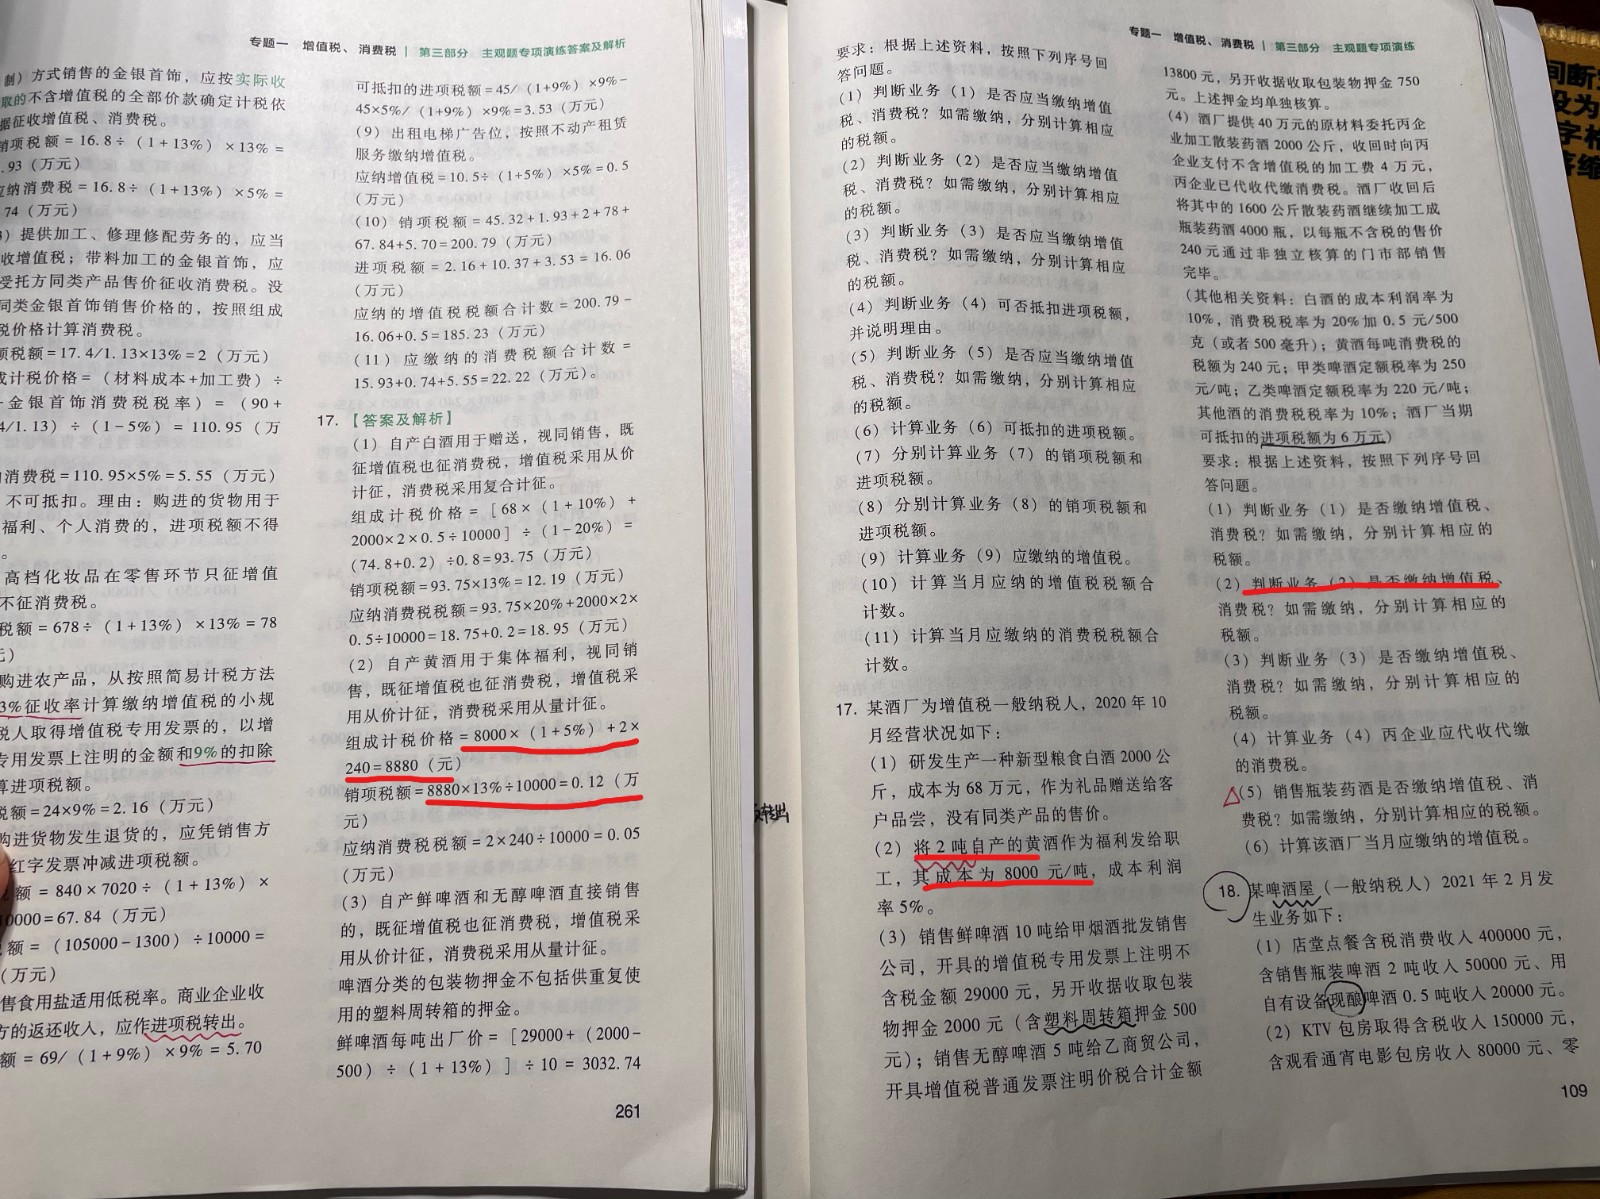 专题一 增值税、消费税 | 第三部分 主观题专项演练答案及解析
制）方式销售的金银首饰，应按实际收
取的不含增值税的全部价款确定计税依
据征收增值税、消费税。
销项税额=16.8÷（1+13%）×13%=
.93（万元）
应纳消费税=16.8÷（1+13%）×5%=
74（万元）
）提供加工、修理修配劳务的，应当
收增值税；带料加工的金银首饰，应
受托方同类产品售价征收消费税。没
同类金银首饰销售价格的，按照组成
税价格计算消费税。
项税额=17.4/1.13×13%=2（万元）
成计税价格=（材料成本+加工费）÷
金银首饰消费税税率）=（90+
4/1.13）÷（1-5%）=110.95（万
消费税=110.95×5%=5.55（万元）
不可抵扣。理由：购进的货物用于
福利、个人消费的，进项税额不得
。
高档化妆品在零售环节只征增值
不征消费税。
税额=678÷（1+13%）×13%=78
元）
购进农产品，从按照简易计税方法
3%征收率计算缴纳增值税的小规
税人取得增值税专用发票的，以增
专用发票上注明的金额和9%的扣除
算进项税额。
税额=24×9%=2.16（万元）
购进货物发生退货的，应凭销售方
红字发票冲减进项税额。
额=840×7020÷（1+13%）×
0000=67.84（万元）
额=（105000-1300）÷10000=
（万元）
售食用盐适用低税率。商业企业收
方的返还收入，应作进项税转出。
额=69/（1+9%）×9%=5.70
可抵扣的进项税额=45/（1+9%）×9%-
45×5%/（1+9%）×9%=3.53（万元）
（9）出租电梯广告位，按照不动产租赁
服务缴纳增值税。
应纳增值税=10.5÷（1+5%）×5%=0.5
（万元）
（10）销项税额=45.32+1.93+2+78+
67.84+5.70=200.79（万元）
进项税额=2.16+10.37+3.53=16.06
（万元）
应纳的增值税税额合计数=200.79-
16.06+0.5=185.23（万元）
（11）应缴纳的消费税额合计数=
15.93+0.74+5.55=22.22（万元）。
17.【答案及解析】
（1）自产白酒用于赠送，视同销售，既
征增值税也征消费税，增值税采用从价
计征，消费税采用复合计征。
组成计税价格=［68×（1+10%）+
2000×2×0.5÷10000］÷（1-20%）=
（74.8+0.2）÷0.8=93.75（万元）
销项税额=93.75×13%=12.19（万元）
应纳消费税税额=93.75×20%+2000×2×
0.5÷10000=18.75+0.2=18.95（万元）
（2）自产黄酒用于集体福利，视同销
售，既征增值税也征消费税，增值税采
用从价计征，消费税采用从量计征。
组成计税价格=8000×（1+5%）+2×
240=8880（元）
销项税额=8880×13%÷10000=0.12（万
元）
应纳消费税税额=2×240÷10000=0.05
（万元）
（3）自产鲜啤酒和无醇啤酒直接销售
的，既征增值税也征消费税，增值税采
用从价计征，消费税采用从量计征。
啤酒分类的包装物押金不包括供重复使
用的塑料周转箱的押金。
鲜啤酒每吨出厂价=［29000+（2000-
500）÷（1+13%）］÷10=3032.74
261
转出
专题一 增值税、消费税 | 第三部分 主观题专项演练
要求：根据上述资料，按照下列序号回
答问题。
（1）判断业务（1）是否应当缴纳增值
税、消费税？如需缴纳，分别计算相应
的税额。
（2）判断业务（2）是否应当缴纳增值
税、消费税？如需缴纳，分别计算相应
的税额。
（3）判断业务（3）是否应当缴纳增值
税、消费税？如需缴纳，分别计算相应
的税额。
（4）判断业务（4）可否抵扣进项税额，
并说明理由。
（5）判断业务（5）是否应当缴纳增值
税、消费税？如需缴纳，分别计算相应
的税额。
（6）计算业务（6）可抵扣的进项税额。
（7）分别计算业务（7）的销项税额和
进项税额。
（8）分别计算业务（8）的销项税额和
进项税额。
（9）计算业务（9）应缴纳的增值税。
（10）计算当月应纳的增值税税额合
计数。
（11）计算当月应缴纳的消费税税额合
计数。
17. 某酒厂为增值税一般纳税人，2020年10
月经营状况如下：
（1）研发生产一种新型粮食白酒2000公
斤，成本为68万元，作为礼品赠送给客
户品尝，没有同类产品的售价。
（2）将2吨自产的黄酒作为福利发给职
工，其成本为8000元/吨，成本利润
率5%。
（3）销售鲜啤酒10吨给甲烟酒批发销售
公司，开具的增值税专用发票上注明不
含税金额29000元，另开收据收取包装
物押金2000元（含塑料周转箱押金500
元）；销售无醇啤酒5吨给乙商贸公司，
开具增值税普通发票注明价税合计金额
13800元，另开收据收取包装物押金750
元。上述押金均单独核算。
（4）酒厂提供40万元的原材料委托丙企
业加工散装药酒2000公斤，收回时向丙
企业支付不含增值税的加工费4万元，
丙企业已代收代缴消费税。酒厂收回后
将其中的1600公斤散装药酒继续加工成
瓶装药酒4000瓶，以每瓶不含税的售价
240元通过非独立核算的门市部销售
完毕。
（其他相关资料：白酒的成本利润率为
10%，消费税税率为20%加0.5元/500
克（或者500毫升）；黄酒每吨消费税的
税额为240元；甲类啤酒定额税率为250
元/吨；乙类啤酒定额税率为220元/吨；
其他酒的消费税税率为10%；酒厂当期
可抵扣的进项税额为6万元）
要求：根据上述资料，按照下列序号回
答问题。
（1）判断业务（1）是否缴纳增值税、
消费税？如需缴纳，分别计算相应的
税额。
（2）判断业务（2）是否缴纳增值税、
消费税？如需缴纳，分别计算相应的
税额。
（3）判断业务（3）是否缴纳增值税、
消费税？如需缴纳，分别计算相应的
税额。
（4）计算业务（4）丙企业应代收代缴
的消费税。
（5）销售瓶装药酒是否缴纳增值税、消
费税？如需缴纳，分别计算相应的税额。
（6）计算该酒厂当月应缴纳的增值税。
18. 某啤酒屋（一般纳税人）2021年2月发
生业务如下：
（1）店堂点餐含税消费收入400000元，
含销售瓶装啤酒2吨收入50000元、用
自有设备现酿啤酒0.5吨收入20000元。
（2）KTV包房取得含税收入150000元，
含观看通宵电影包房收入80000元、零
109
间断
设为
字格